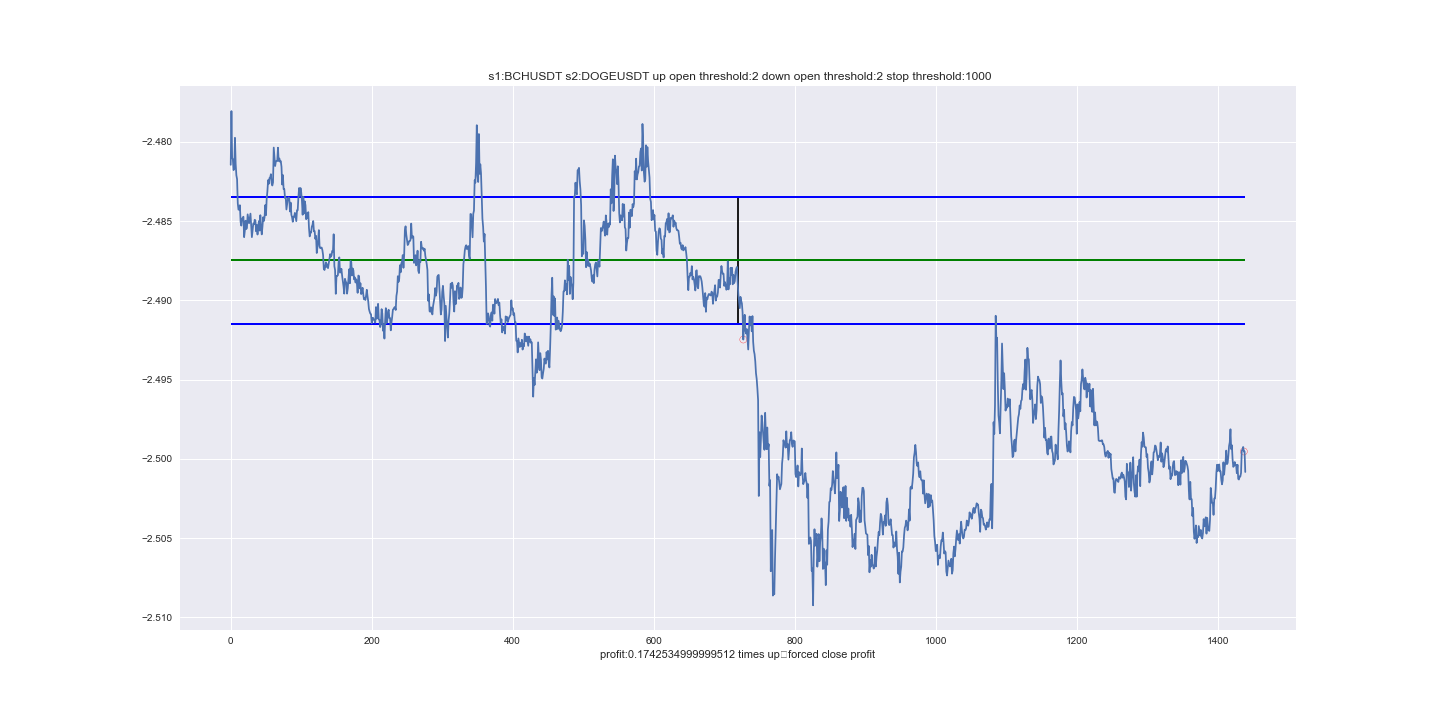 s1:BCHUSDT s2:DOGEUSDT up open threshold:2 down open threshold:2 stop threshold:1000
−2.480
−2.485
−2.490
−2.495
−2.500
−2.505
−2.510
0 200 400 600 800 1000 1200 1400
profit:0.1742534999999512 times up□forced close profit